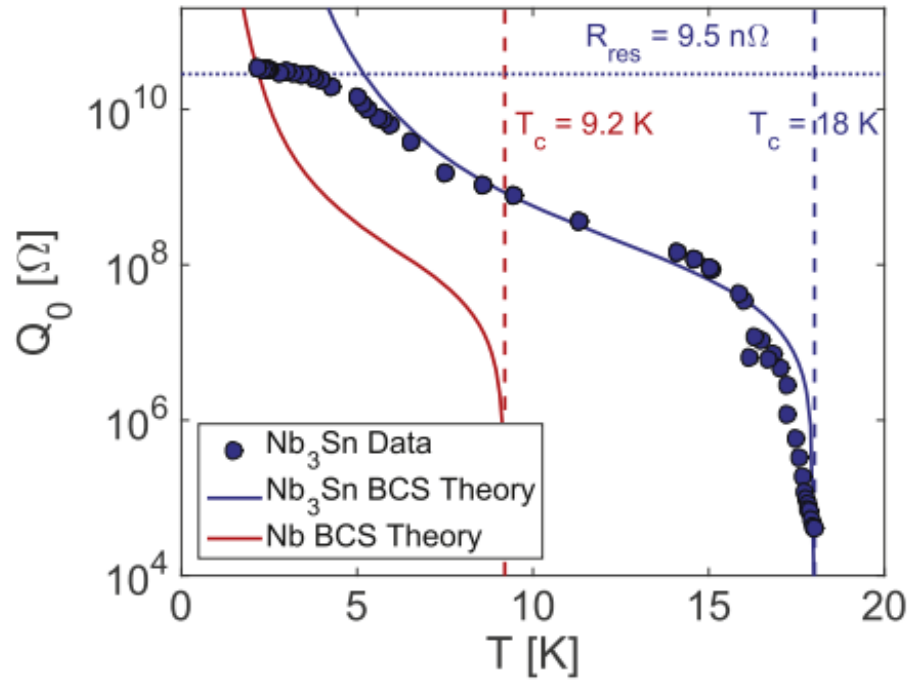 R_res = 9.5 nΩ
T_c = 9.2 K
T_c = 18 K
Q_0 [Ω]
10^10
10^8
10^6
10^4
Nb_3Sn Data
Nb_3Sn BCS Theory
Nb BCS Theory
0 5 10 15 20
T [K]